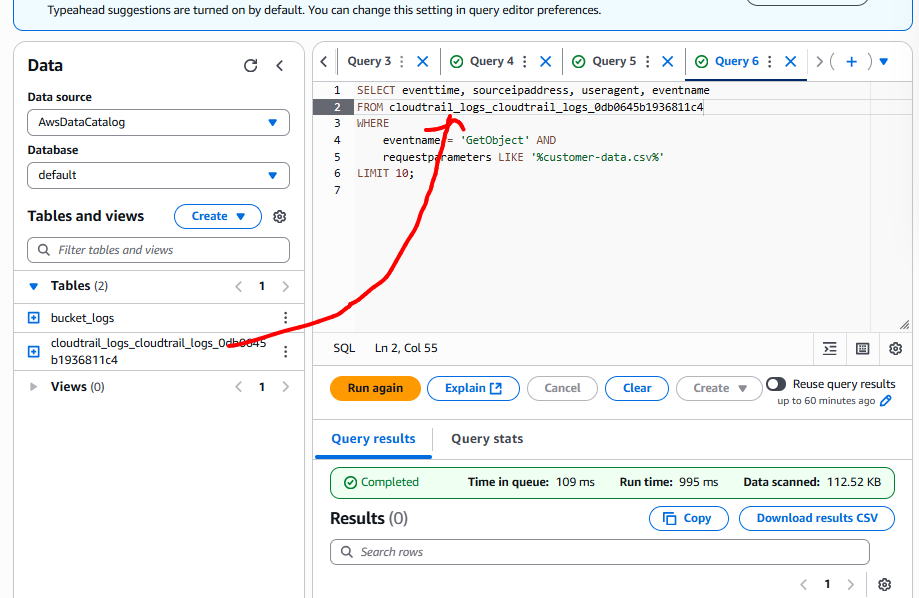 Typeahead suggestions are turned on by default. You can change this setting in query editor preferences.
Data
Data source
AwsDataCatalog
Database
default
Tables and views
Create
Filter tables and views
Tables (2)
1
bucket_logs
cloudtrail_logs_cloudtrail_logs_0db0645
b1936811c4
Views (0)
1
Query 3
Query 4
Query 5
Query 6
1 SELECT eventtime, sourceipaddress, useragent, eventname
2 FROM cloudtrail_logs_cloudtrail_logs_0db0645b1936811c4
3 WHERE
4 eventname = 'GetObject' AND
5 requestparameters LIKE '%customer-data.csv%'
6 LIMIT 10;
7
SQL Ln 2, Col 55
Run again
Explain
Cancel
Clear
Create
Reuse query results
up to 60 minutes ago
Query results
Query stats
Completed
Time in queue: 109 ms
Run time: 995 ms
Data scanned: 112.52 KB
Results (0)
Copy
Download results CSV
Search rows
1